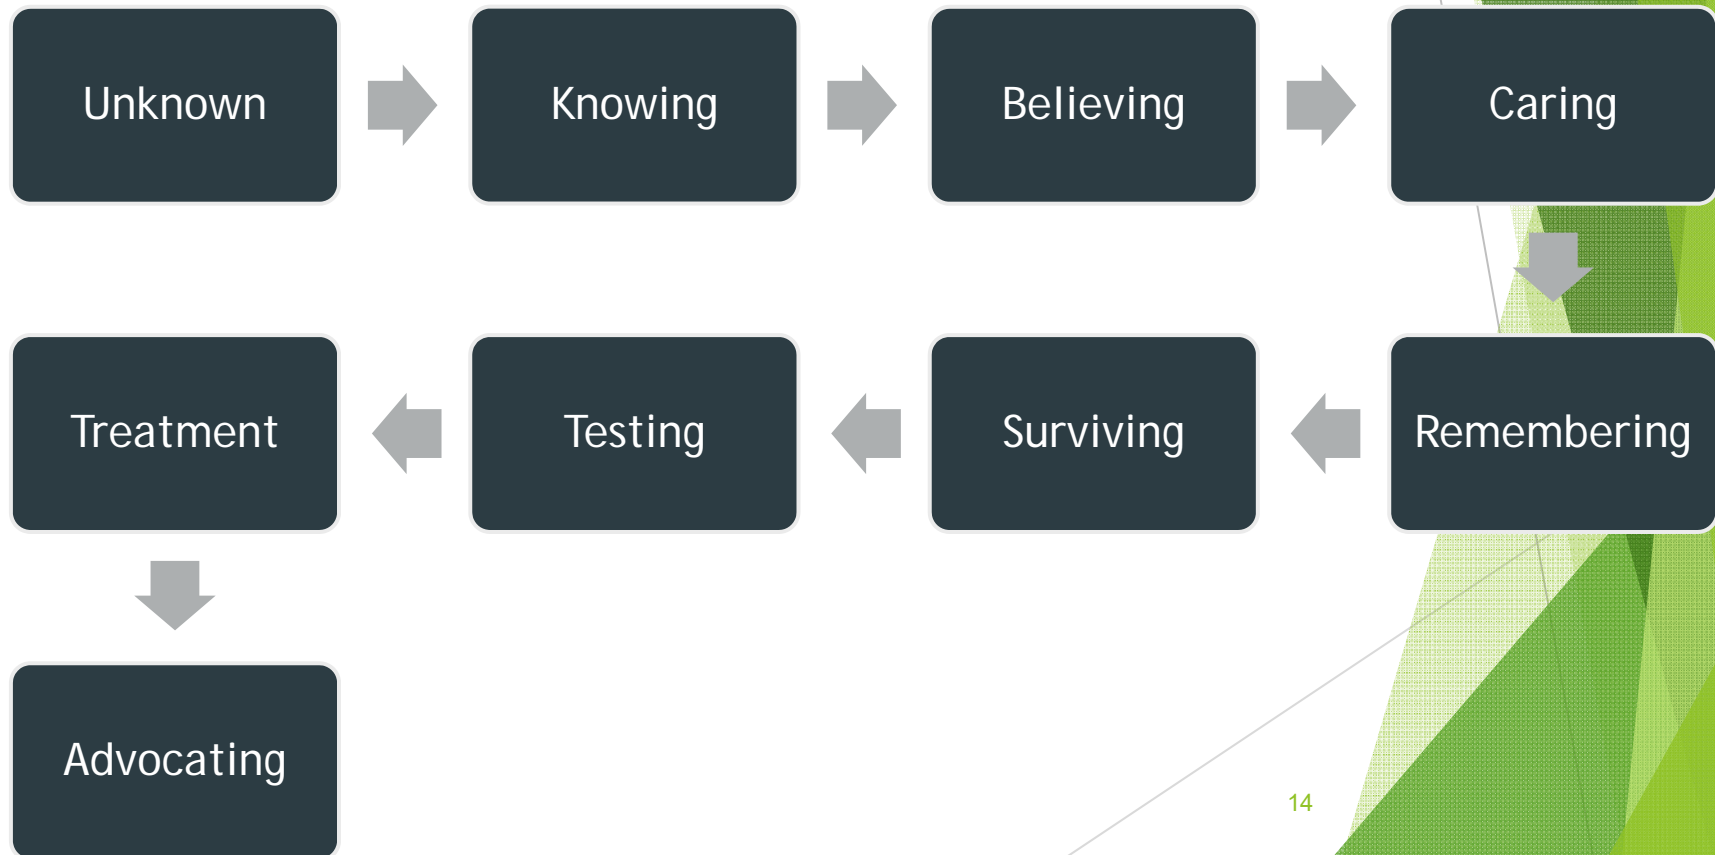 Unknown
Knowing
Believing
Caring
Remembering
Surviving
Testing
Treatment
Advocating
14